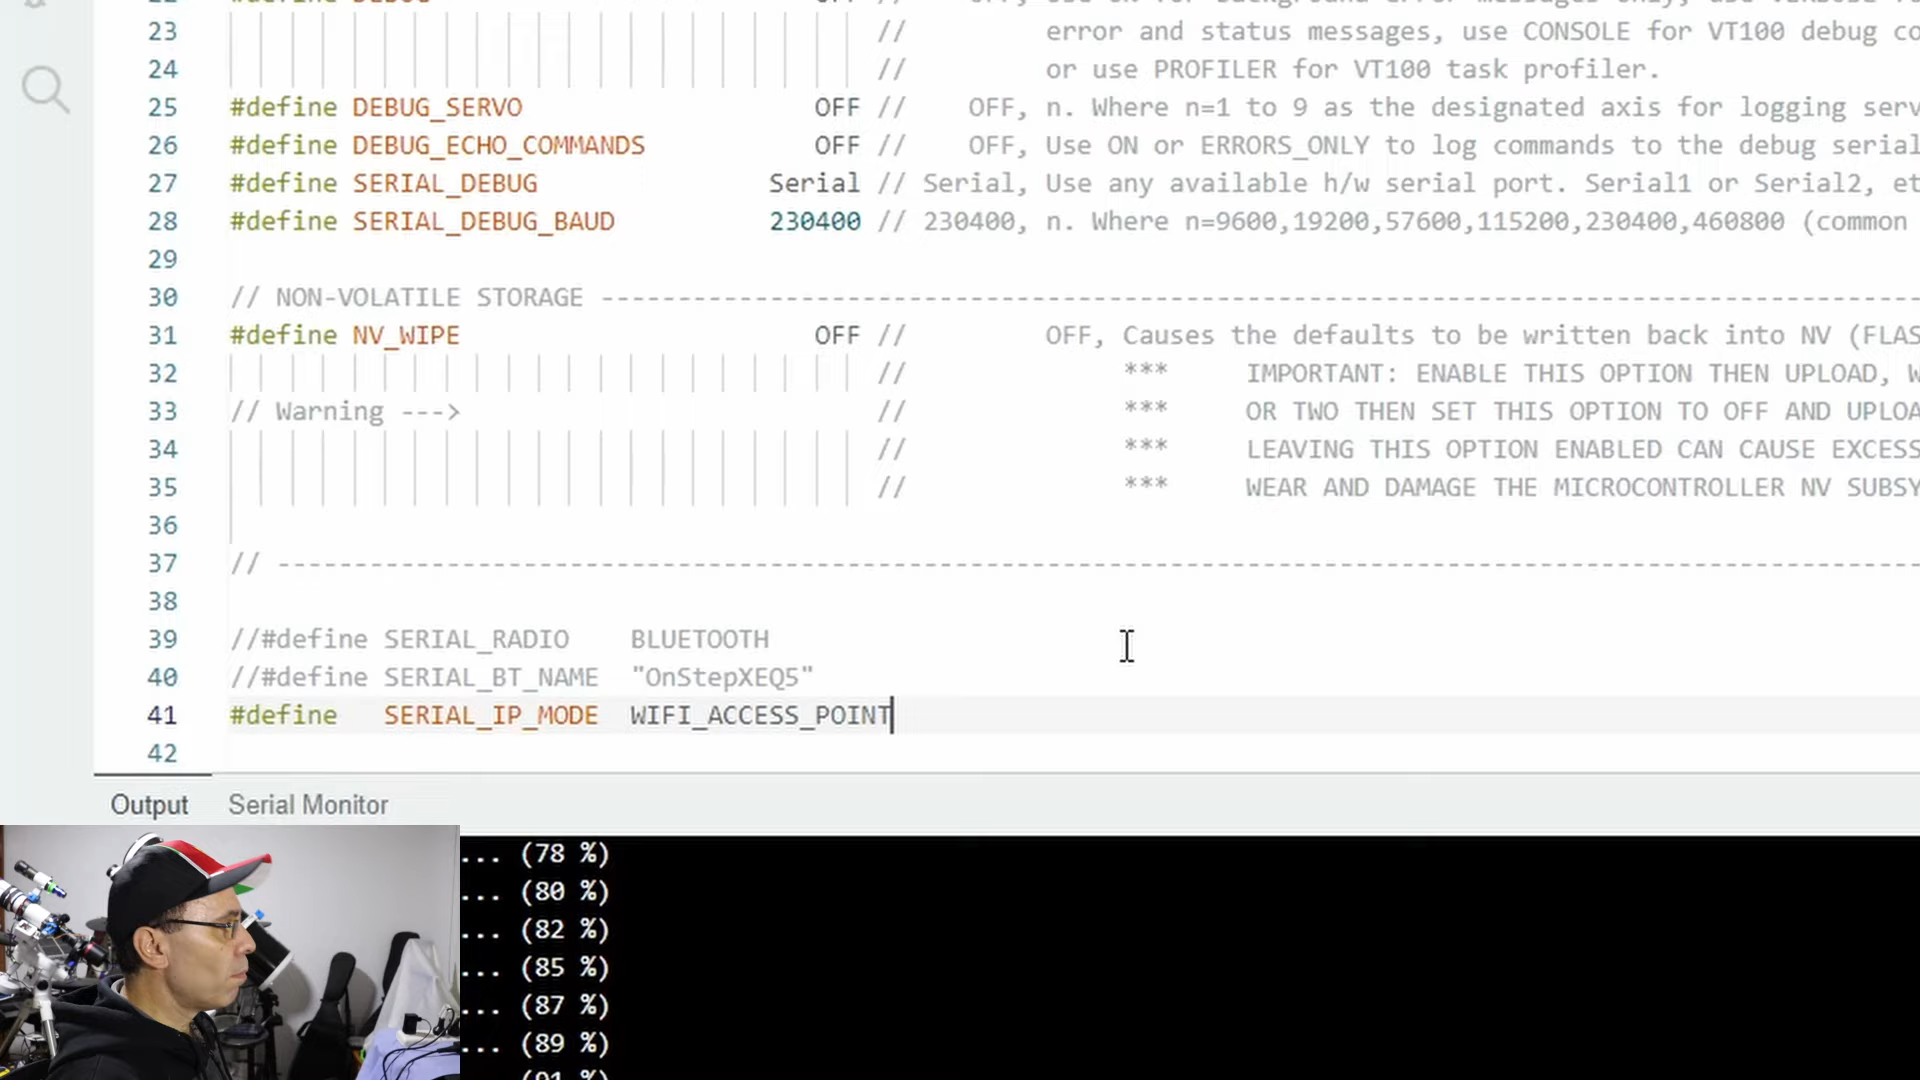 22
23 // error and status messages, use CONSOLE for VT100 debug co
24 // or use PROFILER for VT100 task profiler.
25 #define DEBUG_SERVO OFF // OFF, n. Where n=1 to 9 as the designated axis for logging serv
26 #define DEBUG_ECHO_COMMANDS OFF // OFF, Use ON or ERRORS_ONLY to log commands to the debug serial
27 #define SERIAL_DEBUG Serial // Serial, Use any available h/w serial port. Serial1 or Serial2, et
28 #define SERIAL_DEBUG_BAUD 230400 // 230400, n. Where n=9600,19200,57600,115200,230400,460800 (common
29
30 // NON-VOLATILE STORAGE ---------------------------------------------------------------------------------------
31 #define NV_WIPE OFF // OFF, Causes the defaults to be written back into NV (FLAS
32 // *** IMPORTANT: ENABLE THIS OPTION THEN UPLOAD, W
33 // Warning ---> // *** OR TWO THEN SET THIS OPTION TO OFF AND UPLOA
34 // *** LEAVING THIS OPTION ENABLED CAN CAUSE EXCESS
35 // *** WEAR AND DAMAGE THE MICROCONTROLLER NV SUBSY
36
37 // ------------------------------------------------------------------------------------------------------------
38
39 //#define SERIAL_RADIO BLUETOOTH
40 //#define SERIAL_BT_NAME "OnStepXEQ5"
41 #define SERIAL_IP_MODE WIFI_ACCESS_POINT
42
Output Serial Monitor
... (78 %)
... (80 %)
... (82 %)
... (85 %)
... (87 %)
... (89 %)
... (91 %)